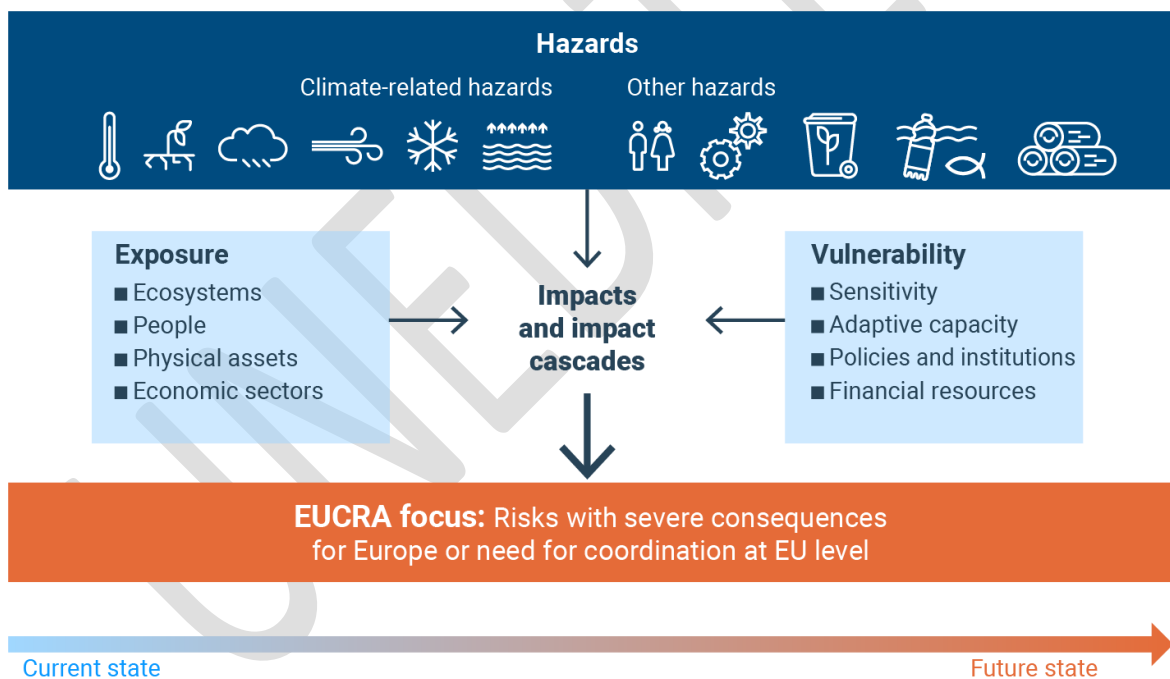 Hazards
Climate-related hazards
Other hazards
Exposure
■ Ecosystems
■ People
■ Physical assets
■ Economic sectors
Impacts
and impact
cascades
Vulnerability
■ Sensitivity
■ Adaptive capacity
■ Policies and institutions
■ Financial resources
EUCRA focus: Risks with severe consequences
for Europe or need for coordination at EU level
Current state
Future state